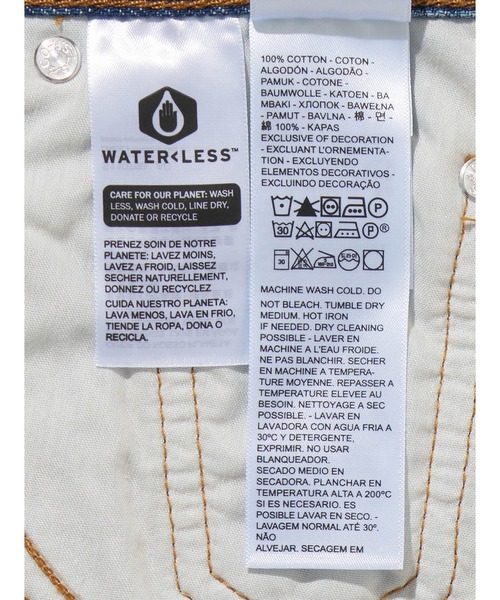 WATER<LESS™
CARE FOR OUR PLANET: WASH
LESS, WASH COLD, LINE DRY,
DONATE OR RECYCLE
PRENEZ SOIN DE NOTRE
PLANETE: LAVEZ MOINS,
LAVEZ A FROID, LAISSEZ
SECHER NATURELLEMENT,
DONNEZ OU RECYCLEZ
CUIDA NUESTRO PLANETA:
LAVA MENOS, LAVA EN FRIO,
TIENDE LA ROPA, DONA O
RECICLA.
100% COTTON - COTON -
ALGODÓN - ALGODÃO -
PAMUK - COTONE -
BAUMWOLLE - KATOEN - BA
MBAKI - ХЛОПОК - BAWEŁNA
- PAMUT - BAVLNA - 棉 - 면 -
綿 100% - KAPAS
EXCLUSIVE OF DECORATION
- EXCLUANT L'ORNEMENTA-
TION - EXCLUYENDO
ELEMENTOS DECORATIVOS -
EXCLUINDO DECORAÇÃO
P
30 P®
30
MACHINE WASH COLD. DO
NOT BLEACH. TUMBLE DRY
MEDIUM. HOT IRON
IF NEEDED. DRY CLEANING
POSSIBLE - LAVER EN
MACHINE A L'EAU FROIDE.
NE PAS BLANCHIR. SECHER
EN MACHINE A TEMPERA-
TURE MOYENNE. REPASSER A
TEMPERATURE ELEVEE AU
BESOIN. NETTOYAGE A SEC
POSSIBLE. - LAVAR EN
LAVADORA CON AGUA FRIA A
30ºC Y DETERGENTE,
EXPRIMIR. NO USAR
BLANQUEADOR.
SECADO MEDIO EN
SECADORA. PLANCHAR EN
TEMPERATURA ALTA A 200ºC
SI ES NECESARIO. ES
POSIBLE LAVAR EN SECO. -
LAVAGEM NORMAL ATÉ 30º.
NÃO
ALVEJAR. SECAGEM EM